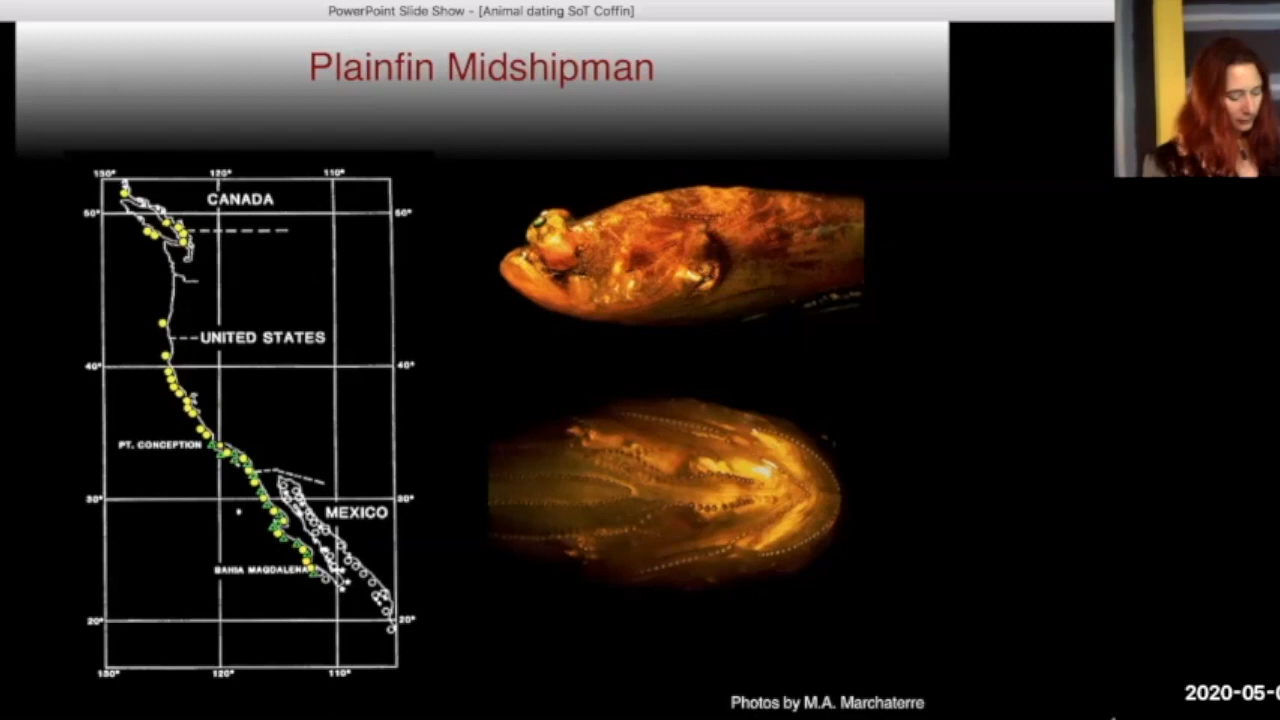 PowerPoint Slide Show - [Animal dating SoT Coffin]
Plainfin Midshipman
130° 120° 110°
CANADA
50° 50°
UNITED STATES
40° 40°
PT. CONCEPTION
30° 30°
MEXICO
BAHIA MAGDALENA
20° 20°
130° 120° 110°
2020-05-0
Photos by M.A. Marchaterre